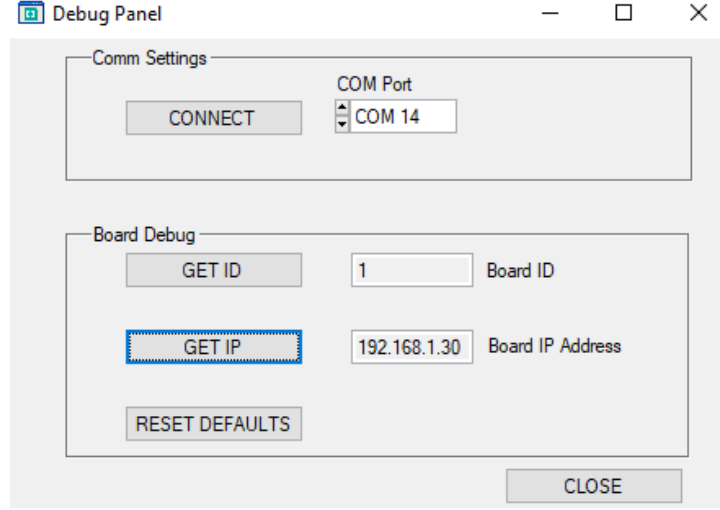 Debug Panel
Comm Settings
COM Port
CONNECT
COM 14
Board Debug
GET ID
1
Board ID
GET IP
192.168.1.30
Board IP Address
RESET DEFAULTS
CLOSE